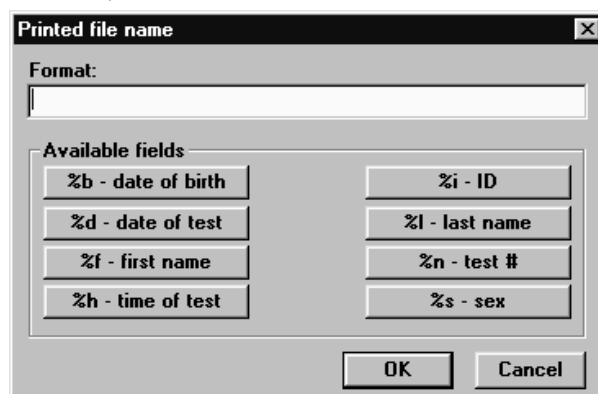 Printed file name
Format:
Available fields
%b - date of birth
%i - ID
%d - date of test
%l - last name
%f - first name
%n - test #
%h - time of test
%s - sex
OK
Cancel